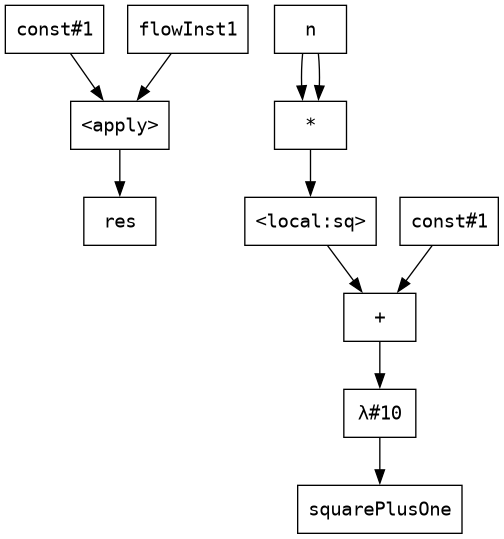 const#1
flowInst1
n
<apply>
*
res
<local:sq>
const#1
+
λ#10
squarePlusOne